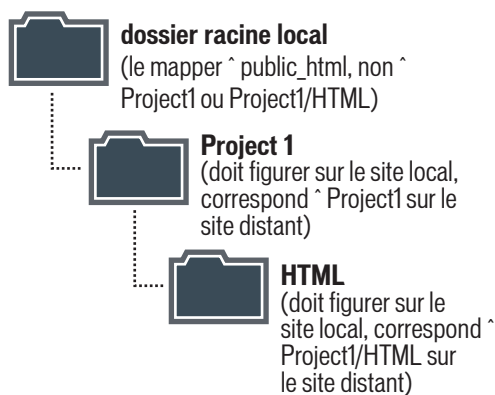 dossier racine local
(le mapper ˆ public_html, non ˆ
Project1 ou Project1/HTML)
Project 1
(doit figurer sur le site local,
correspond ˆ Project1 sur le
site distant)
HTML
(doit figurer sur le
site local, correspond ˆ
Project1/HTML sur
le site distant)